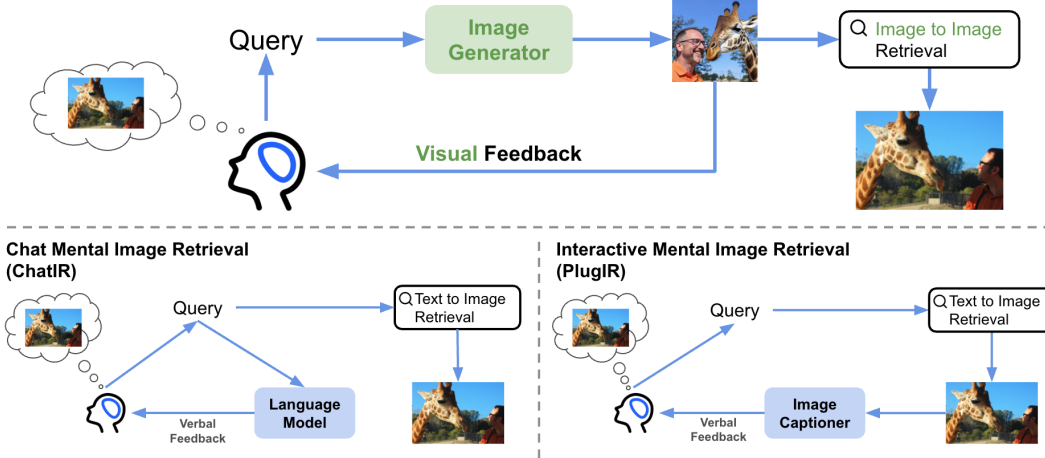 Query
Image
Generator
Image to Image
Retrieval
Visual Feedback
Chat Mental Image Retrieval
(ChatIR)
Query
Text to Image
Retrieval
Language
Model
Verbal
Feedback
Interactive Mental Image Retrieval
(PlugIR)
Query
Text to Image
Retrieval
Image
Captioner
Verbal
Feedback